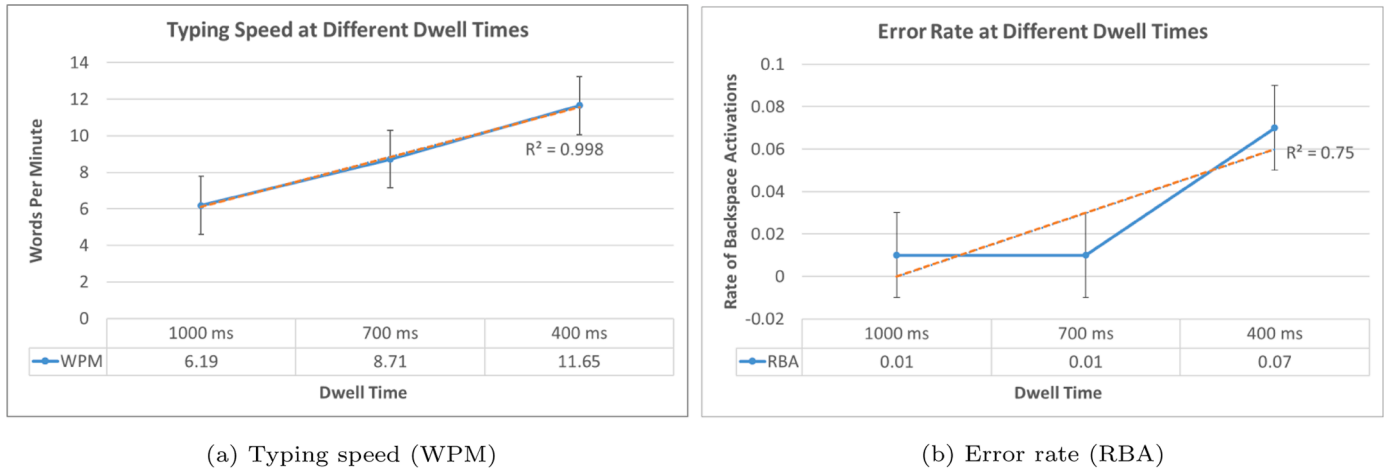 Typing Speed at Different Dwell Times
14
12
10
8
6
4
2
0
Words Per Minute
R² = 0.998
1000 ms 700 ms 400 ms
WPM 6.19 8.71 11.65
Dwell Time
(a) Typing speed (WPM)
Error Rate at Different Dwell Times
0.1
0.08
0.06
0.04
0.02
0
-0.02
Rate of Backspace Activations
R² = 0.75
1000 ms 700 ms 400 ms
RBA 0.01 0.01 0.07
Dwell Time
(b) Error rate (RBA)